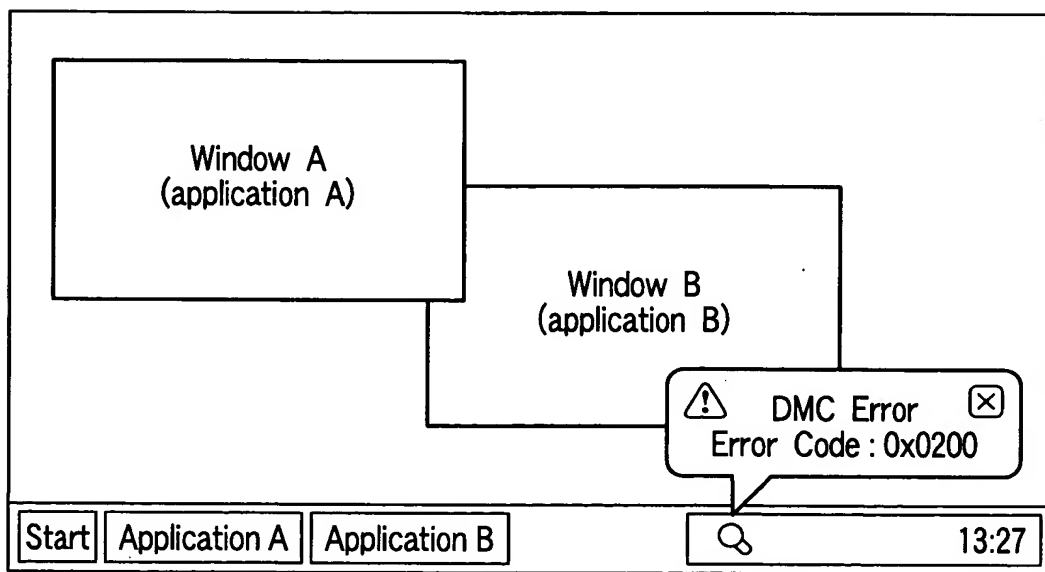 Window A
(application A)
Window B
(application B)
DMC Error
Error Code : 0x0200
Start
Application A
Application B
13:27